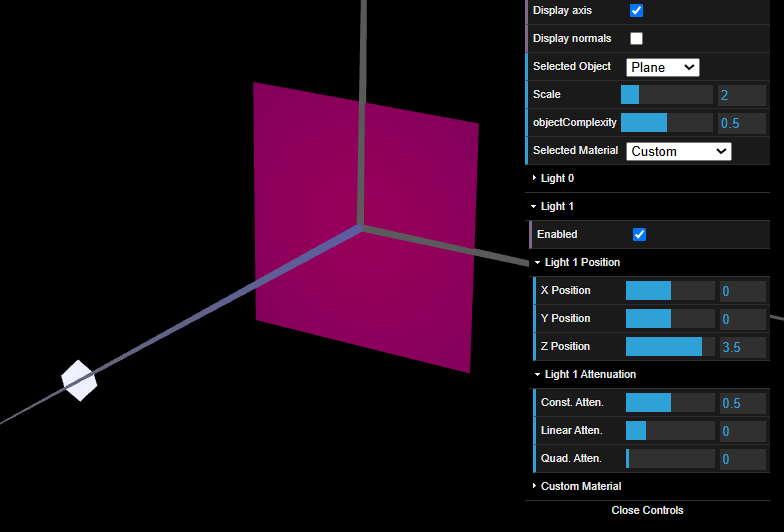 Display axis
Display normals
Selected Object Plane
Scale 2
objectComplexity 0.5
Selected Material Custom
Light 0
Light 1
Enabled
Light 1 Position
X Position 0
Y Position 0
Z Position 3.5
Light 1 Attenuation
Const. Atten. 0.5
Linear Atten. 0
Quad. Atten. 0
Custom Material
Close Controls